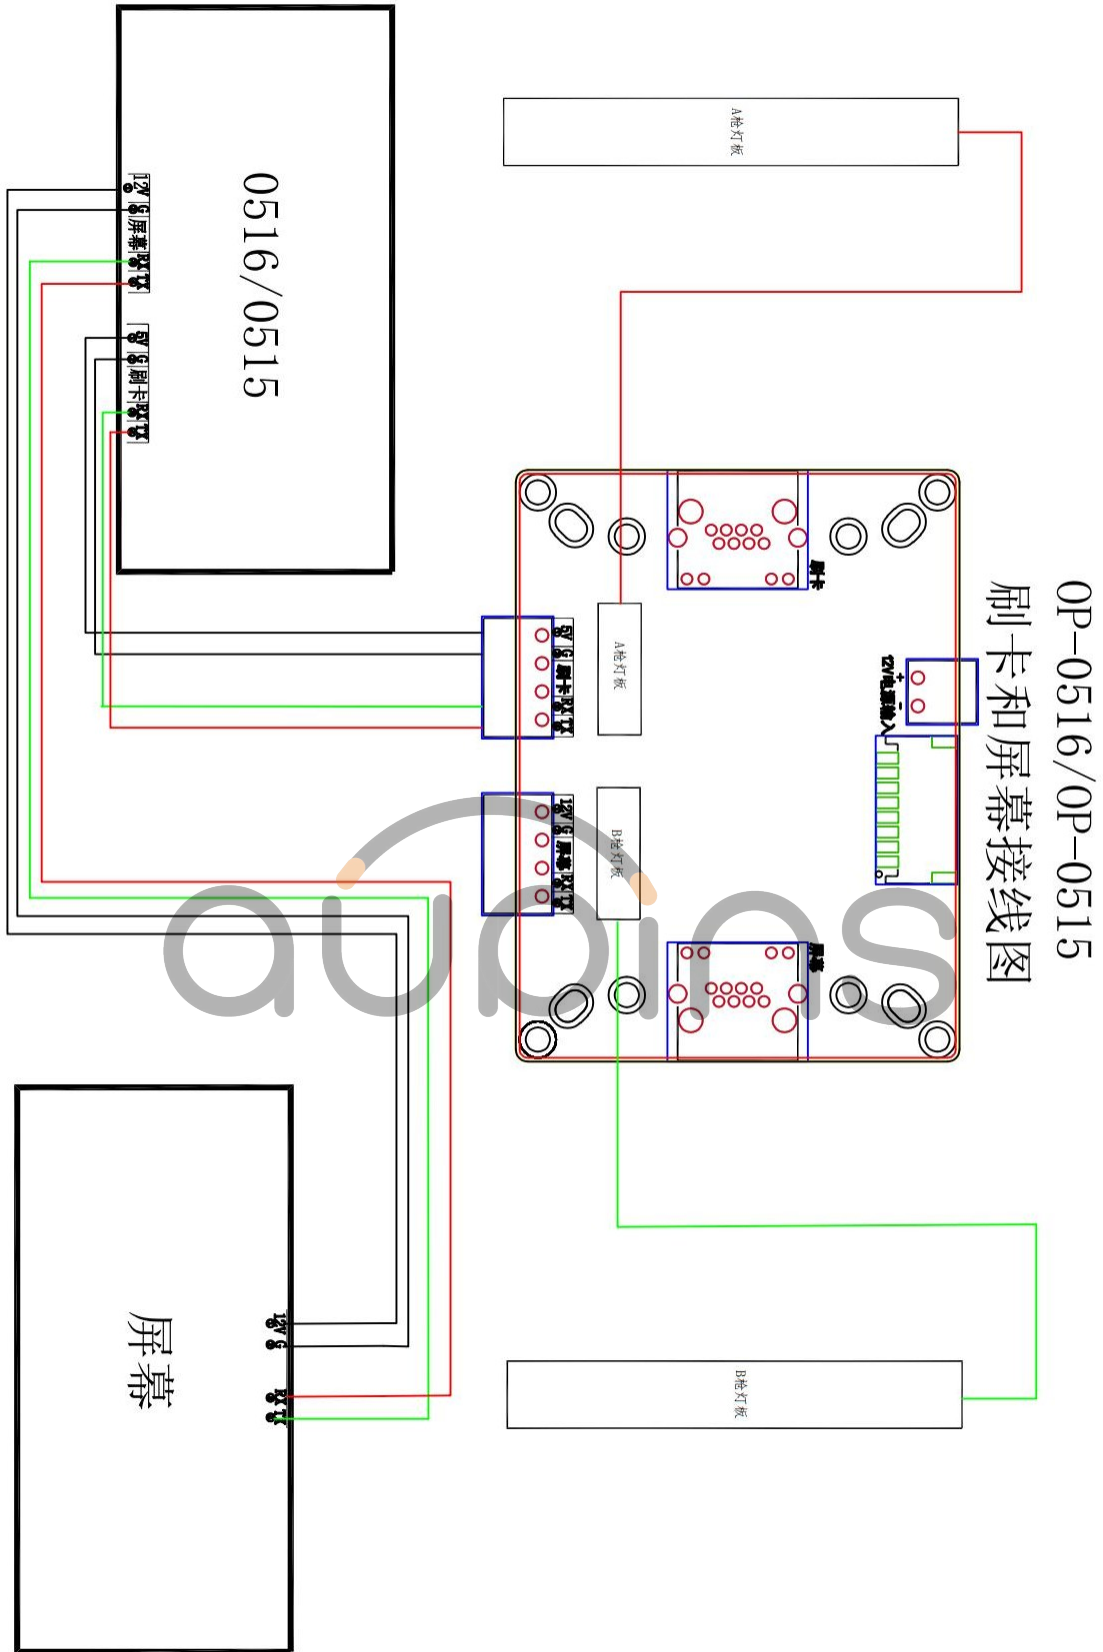 OP-0516/OP-0515
刷卡和屏幕接线图
A枪灯板
12V电源输入
+ -
刷卡
屏幕
A枪灯板
B枪灯板
5V G 刷卡 RX TX
12V G 屏幕 RX TX
B枪灯板
0516/0515
12V G 屏幕 RX TX
5V G 刷卡 RX TX
屏幕
12V G RX TX
aubins